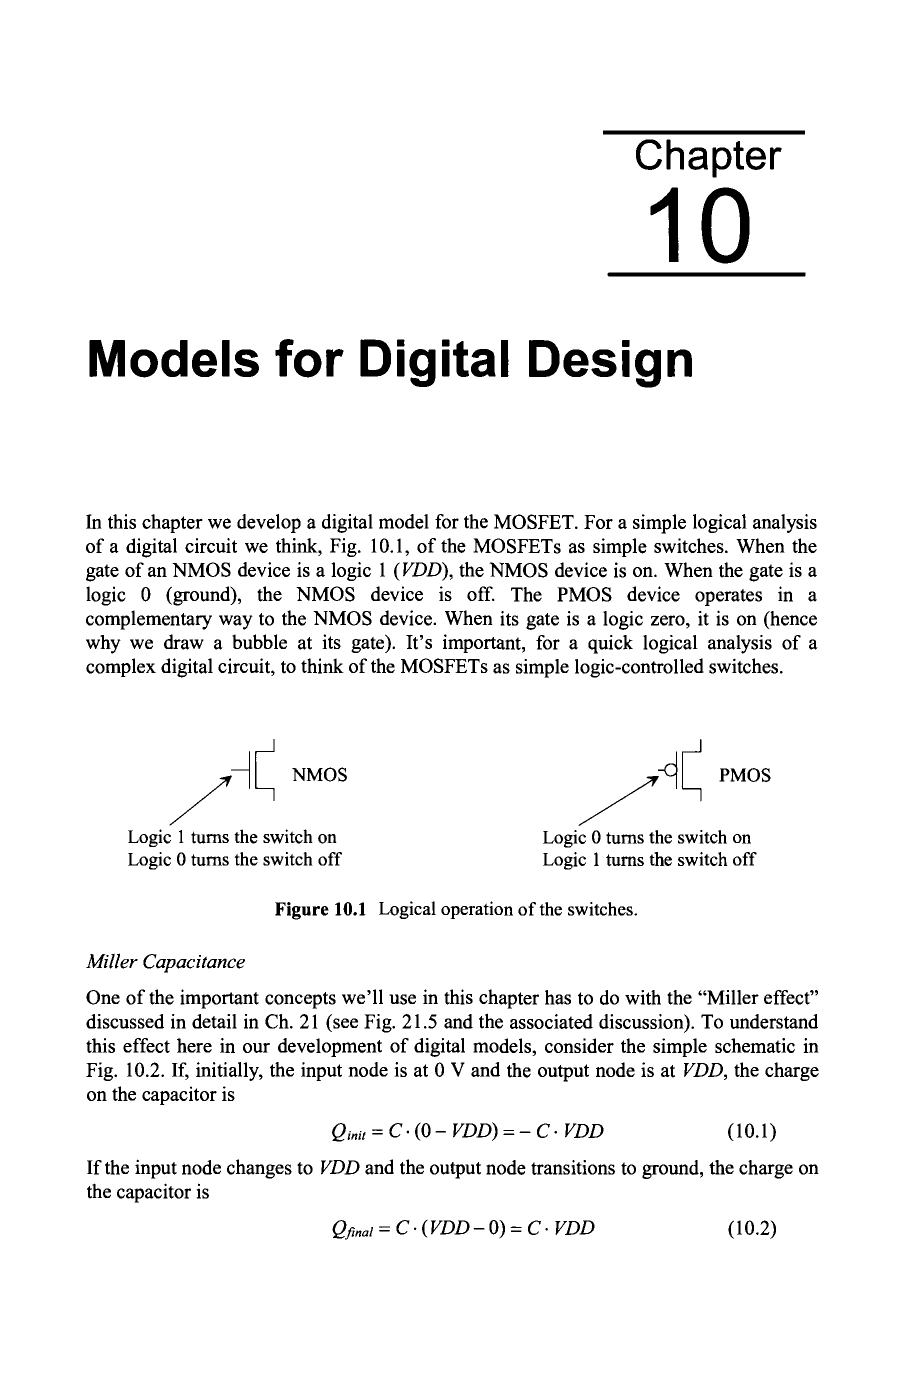 Chapter
10
Models for Digital Design
In this chapter we develop a digital model for the MOSFET. For a simple logical analysis
of a digital circuit we think, Fig. 10.1, of the MOSFETs as simple switches. When the
gate of an NMOS device is a logic 1 (VDD), the NMOS device is on. When the gate is a
logic 0 (ground), the NMOS device is off. The PMOS device operates in a
complementary way to the NMOS device. When its gate is a logic zero, it is on (hence
why we draw a bubble at its gate). It's important, for a quick logical analysis of a
complex digital circuit, to think of the MOSFETs as simple logic-controlled switches.
NMOS
PMOS
Logic 1 turns the switch on
Logic 0 turns the switch off
Logic 0 turns the switch on
Logic 1 turns the switch off
Figure 10.1 Logical operation of the switches.
Miller Capacitance
One of the important concepts we'll use in this chapter has to do with the “Miller effect”
discussed in detail in Ch. 21 (see Fig. 21.5 and the associated discussion). To understand
this effect here in our development of digital models, consider the simple schematic in
Fig. 10.2. If, initially, the input node is at 0 V and the output node is at VDD, the charge
on the capacitor is
Qinit = C · (0 − VDD) = − C · VDD (10.1)
If the input node changes to VDD and the output node transitions to ground, the charge on
the capacitor is
Qfinal = C · (VDD − 0) = C · VDD (10.2)